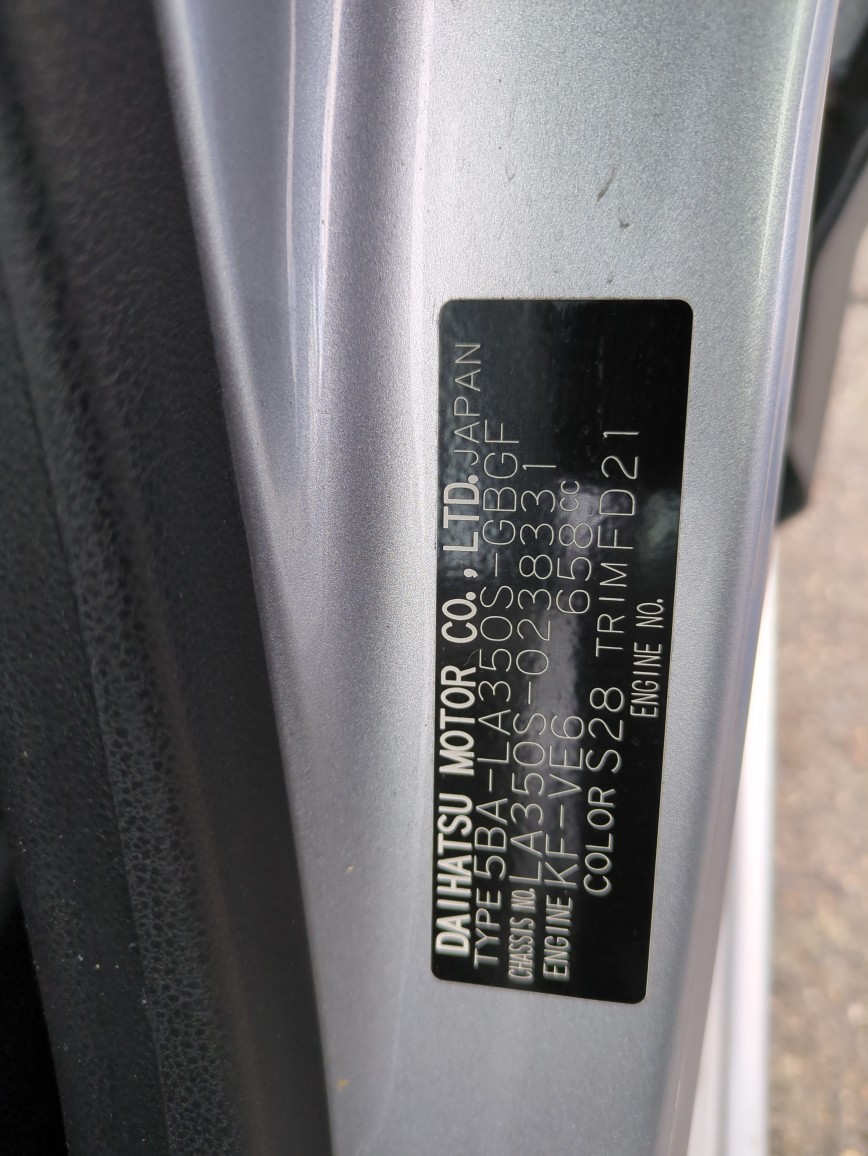 DAIHATSU MOTOR CO., LTD. JAPAN
TYPE 5BA-LA350S-GBGF
CHASSIS NO. LA350S-0238331
ENGINE KF-VE6 658CC
COLOR S28 TRIM FD21
ENGINE NO.